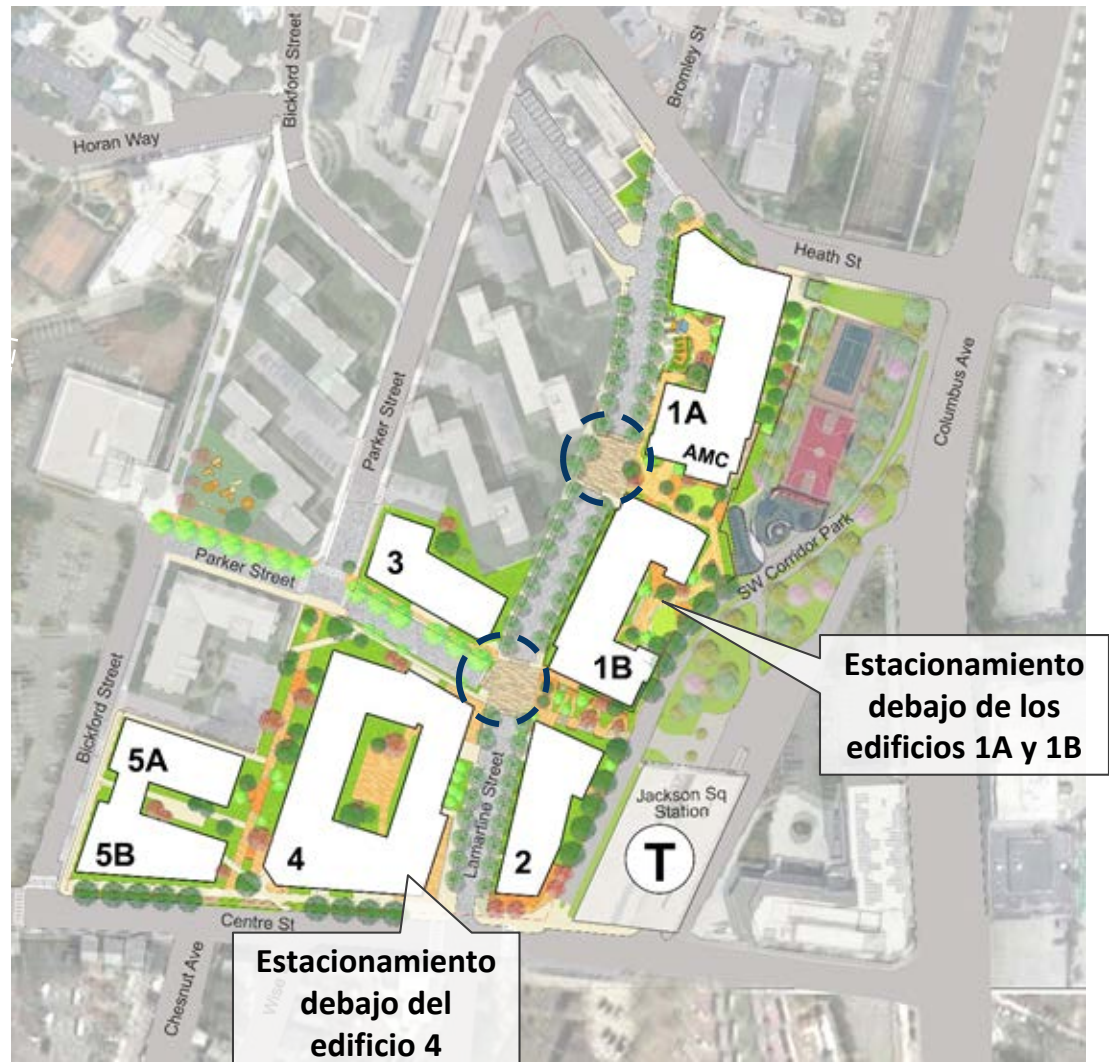 Bromley St
Bickford Street
Horan Way
Heath St
Columbus Ave
Parker Street
1A
AMC
SW Corridor Park
3
Parker Street
1B
Estacionamiento
debajo de los
edificios 1A y 1B
Bickford Street
5A
5B
4
Lamartine Street
2
Jackson Sq
Station
T
Centre St
Chesnut Ave
Estacionamiento
debajo del
edificio 4